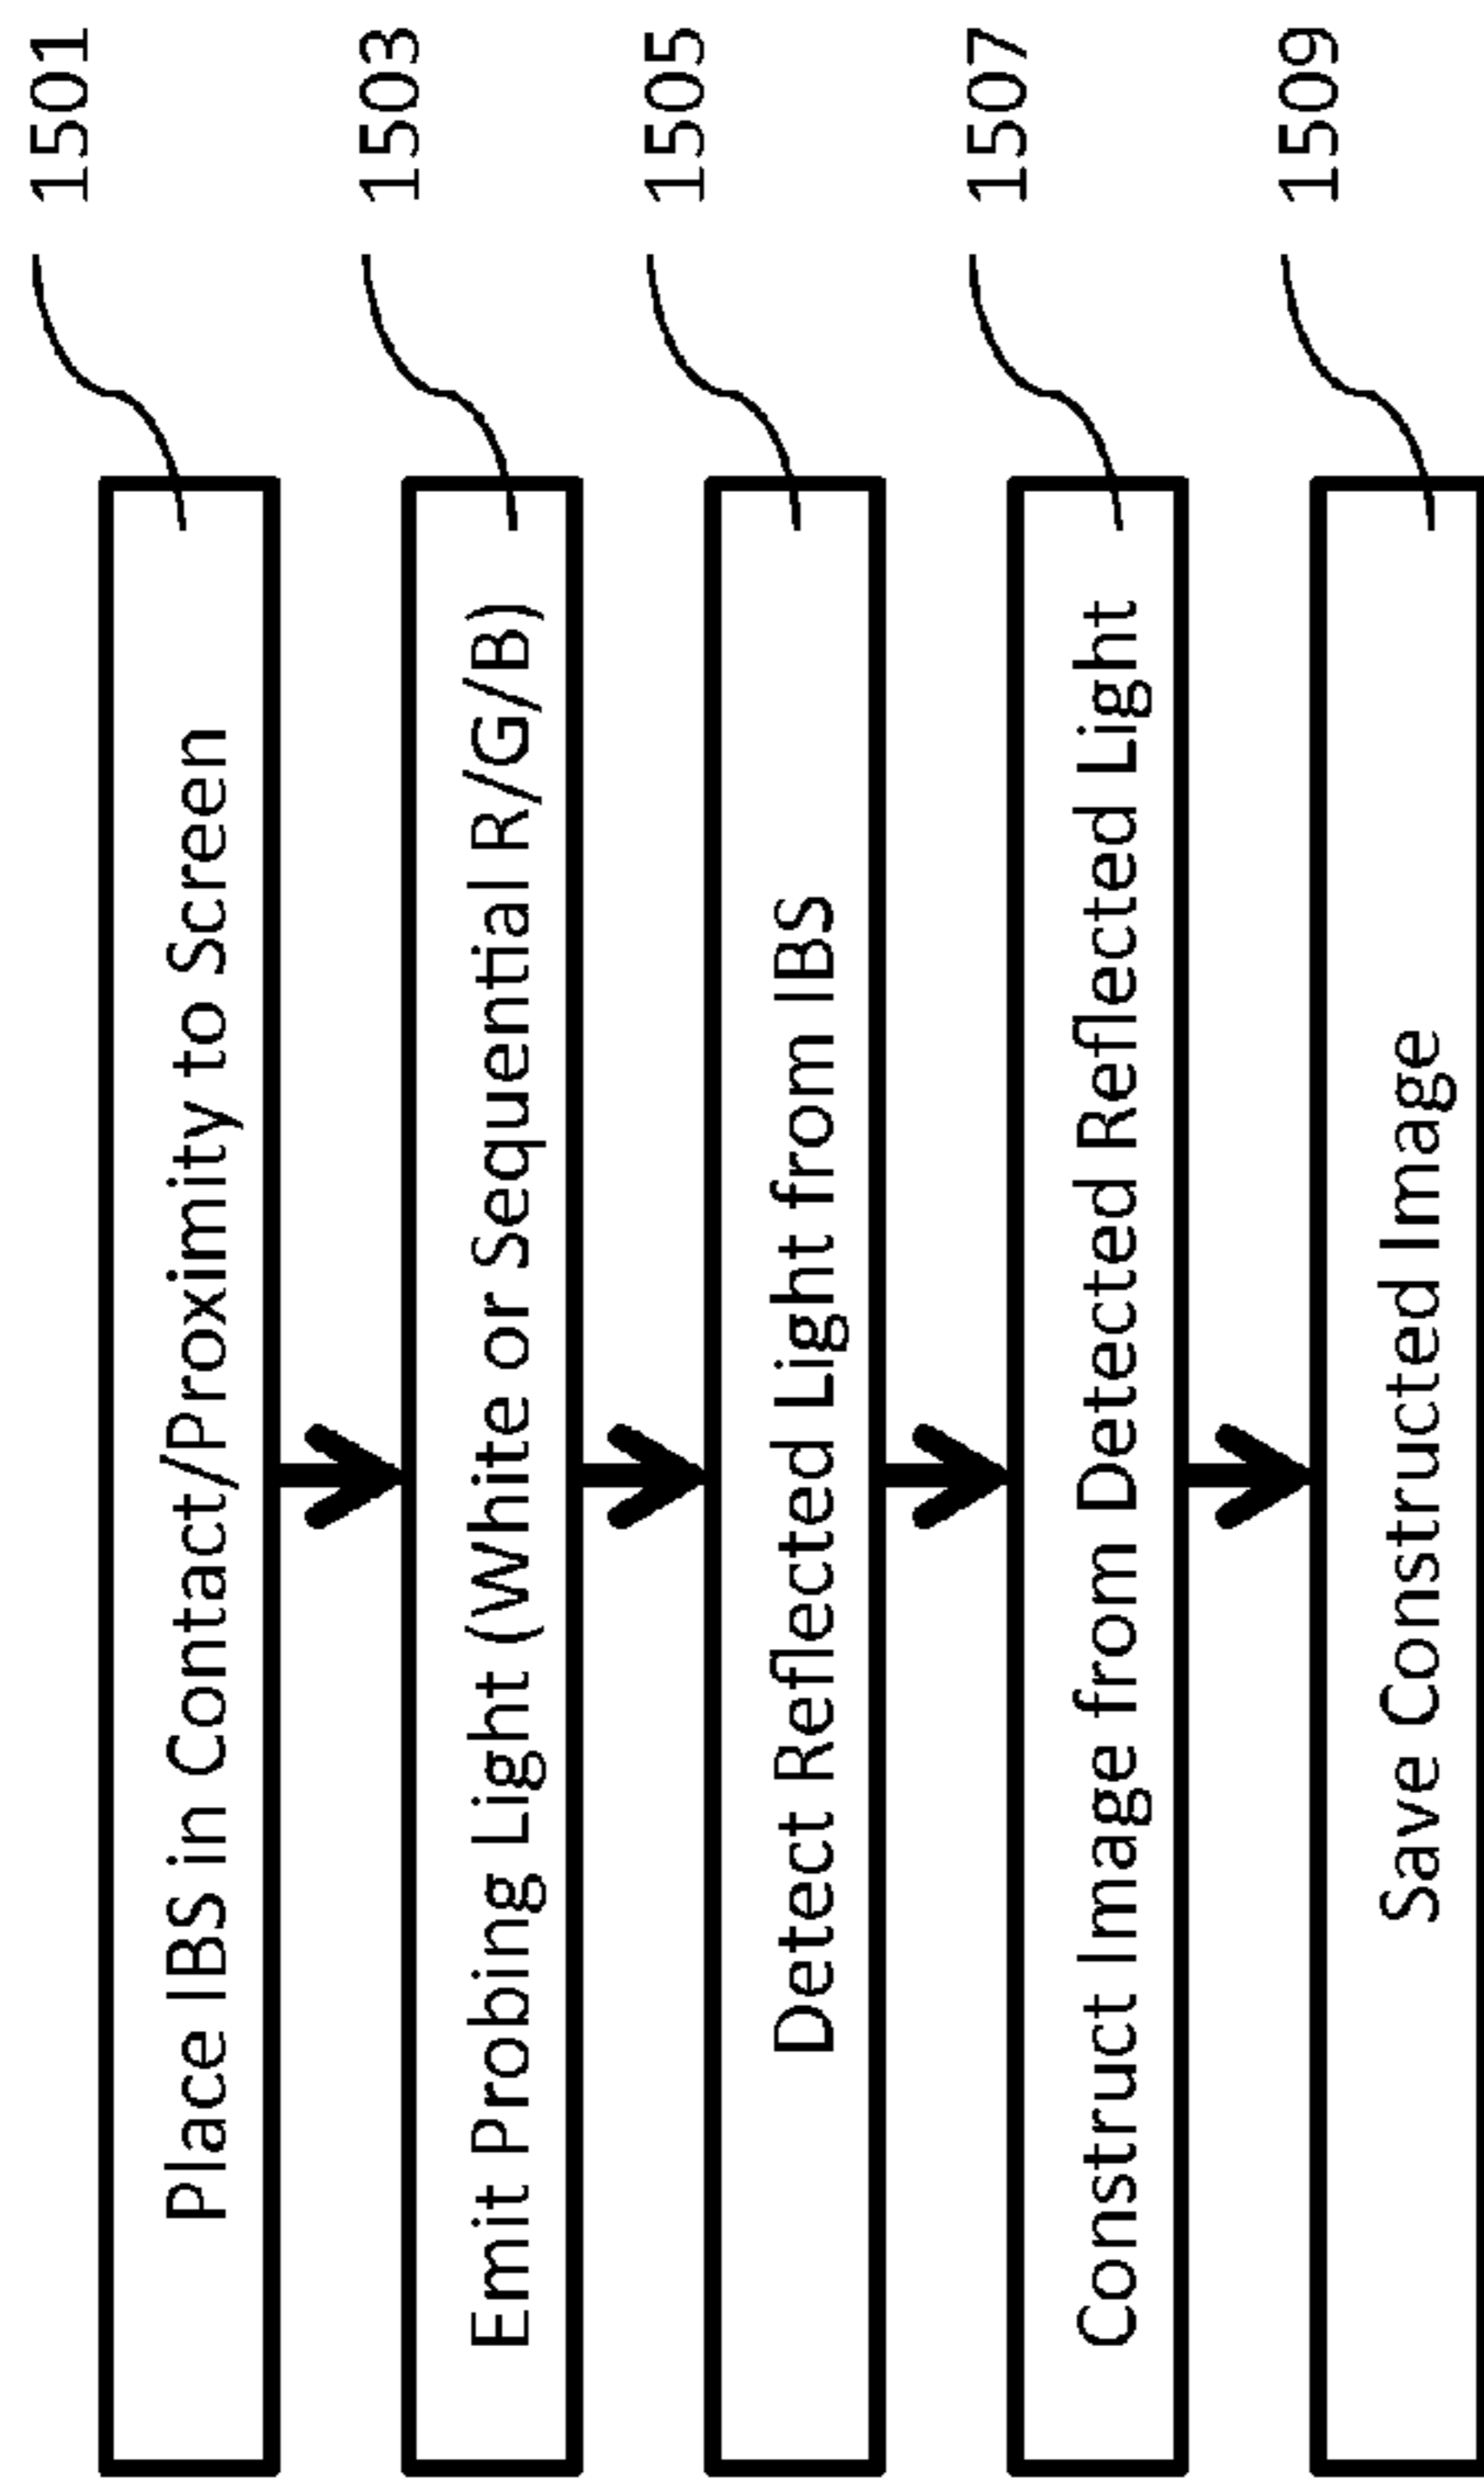 Place IBS in Contact/Proximity to Screen
1501
Emit Probing Light (White or Sequential R/G/B)
1503
Detect Reflected Light from IBS
1505
Construct Image from Detected Reflected Light
1507
Save Constructed Image
1509